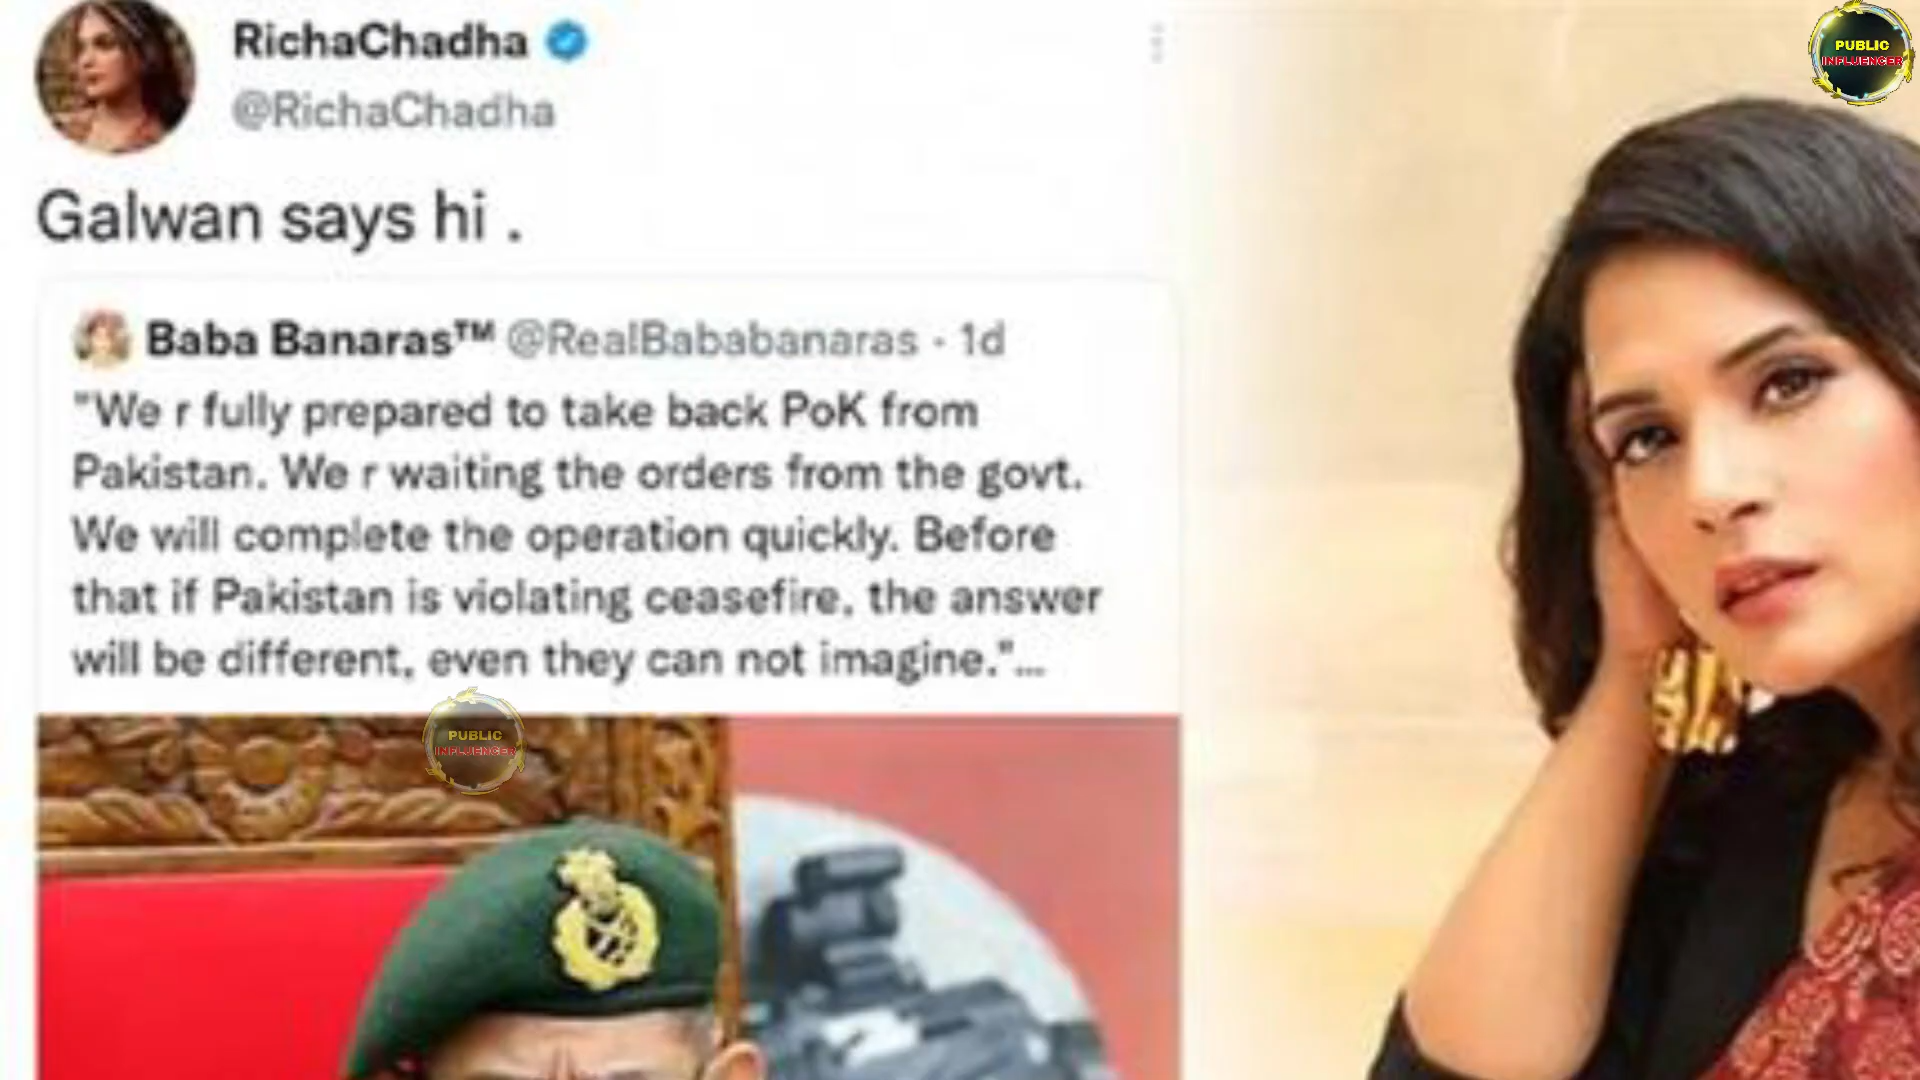 RichaChadha
@RichaChadha
Galwan says hi .
Baba Banaras™ @RealBababanaras · 1d
"We r fully prepared to take back PoK from
Pakistan. We r waiting the orders from the govt.
We will complete the operation quickly. Before
that if Pakistan is violating ceasefire, the answer
will be different, even they can not imagine."...
PUBLIC
INFLUENCER
PUBLIC
INFLUENCER